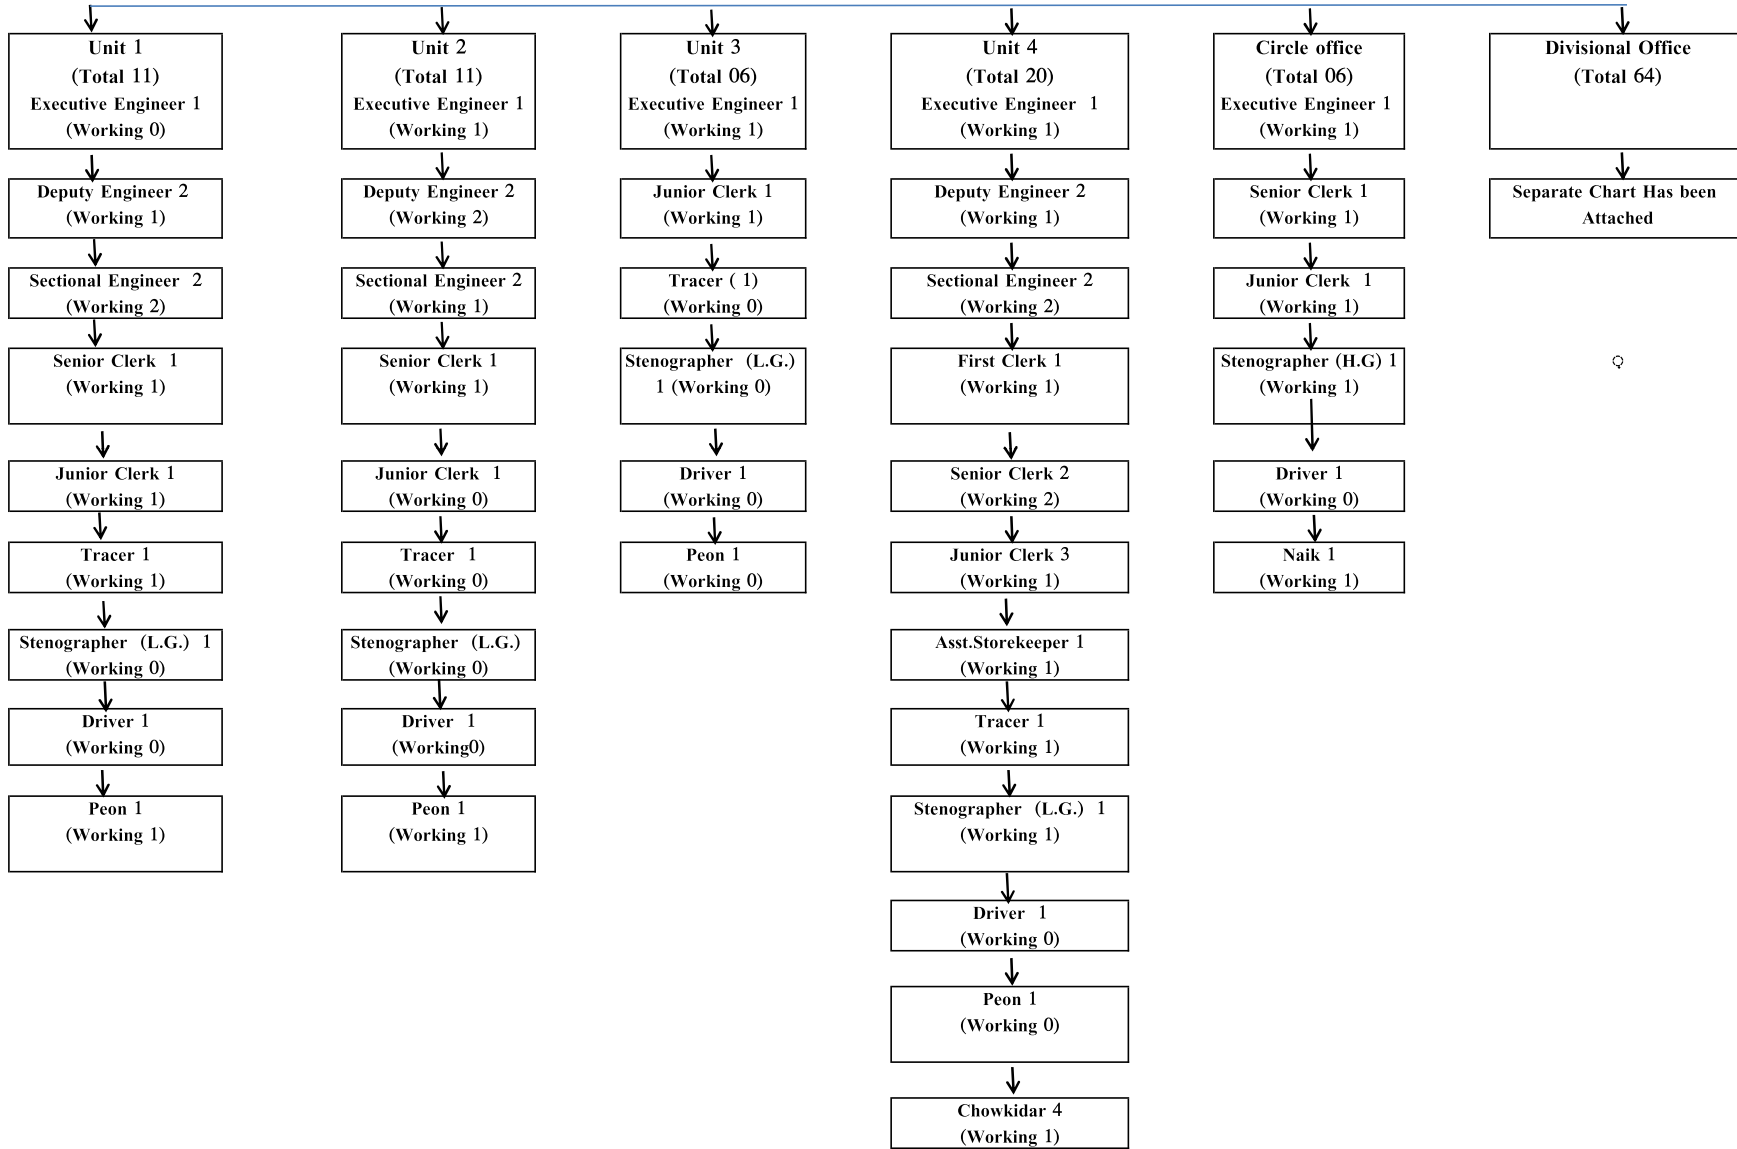 Unit 1
(Total 11)
Executive Engineer 1
(Working 0)
Deputy Engineer 2
(Working 1)
Sectional Engineer 2
(Working 2)
Senior Clerk 1
(Working 1)
Junior Clerk 1
(Working 1)
Tracer 1
(Working 1)
Stenographer (L.G.) 1
(Working 0)
Driver 1
(Working 0)
Peon 1
(Working 1)
Unit 2
(Total 11)
Executive Engineer 1
(Working 1)
Deputy Engineer 2
(Working 2)
Sectional Engineer 2
(Working 1)
Senior Clerk 1
(Working 1)
Junior Clerk 1
(Working 0)
Tracer 1
(Working 0)
Stenographer (L.G.)
(Working 0)
Driver 1
(Working0)
Peon 1
(Working 1)
Unit 3
(Total 06)
Executive Engineer 1
(Working 1)
Junior Clerk 1
(Working 1)
Tracer ( 1)
(Working 0)
Stenographer (L.G.)
1 (Working 0)
Driver 1
(Working 0)
Peon 1
(Working 0)
Unit 4
(Total 20)
Executive Engineer 1
(Working 1)
Deputy Engineer 2
(Working 1)
Sectional Engineer 2
(Working 2)
First Clerk 1
(Working 1)
Senior Clerk 2
(Working 2)
Junior Clerk 3
(Working 1)
Asst.Storekeeper 1
(Working 1)
Tracer 1
(Working 1)
Stenographer (L.G.) 1
(Working 1)
Driver 1
(Working 0)
Peon 1
(Working 0)
Chowkidar 4
(Working 1)
Circle office
(Total 06)
Executive Engineer 1
(Working 1)
Senior Clerk 1
(Working 1)
Junior Clerk 1
(Working 1)
Stenographer (H.G) 1
(Working 1)
Driver 1
(Working 0)
Naik 1
(Working 1)
Divisional Office
(Total 64)
Separate Chart Has been
Attached